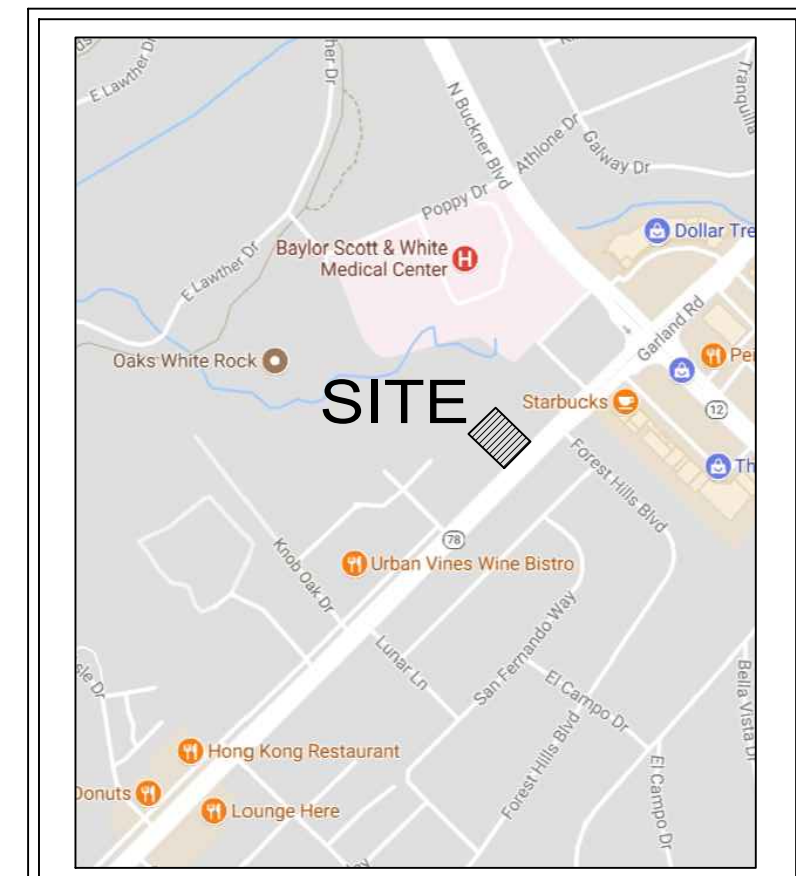 E Lawther Dr
N Buckner Blvd
Athlone Dr
Galway Dr
Tranquilla
Poppy Dr
Dollar Tre
Baylor Scott & White
Medical Center
H
E Lawther Dr
Garland Rd
Oaks White Rock
SITE
Starbucks
Pei
12
Th
Forest Hills Blvd
78
Urban Vines Wine Bistro
Knob Oak Dr
Lunar Ln
San Fernando Way
El Campo Dr
Bella Vista Dr
Forest Hills Blvd
El Campo Dr
Hong Kong Restaurant
Donuts
Lounge Here